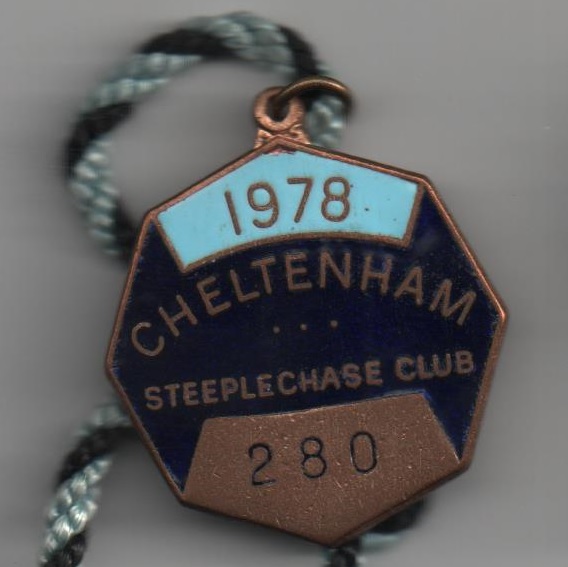 1978
CHELTENHAM
...
STEEPLECHASE CLUB
280